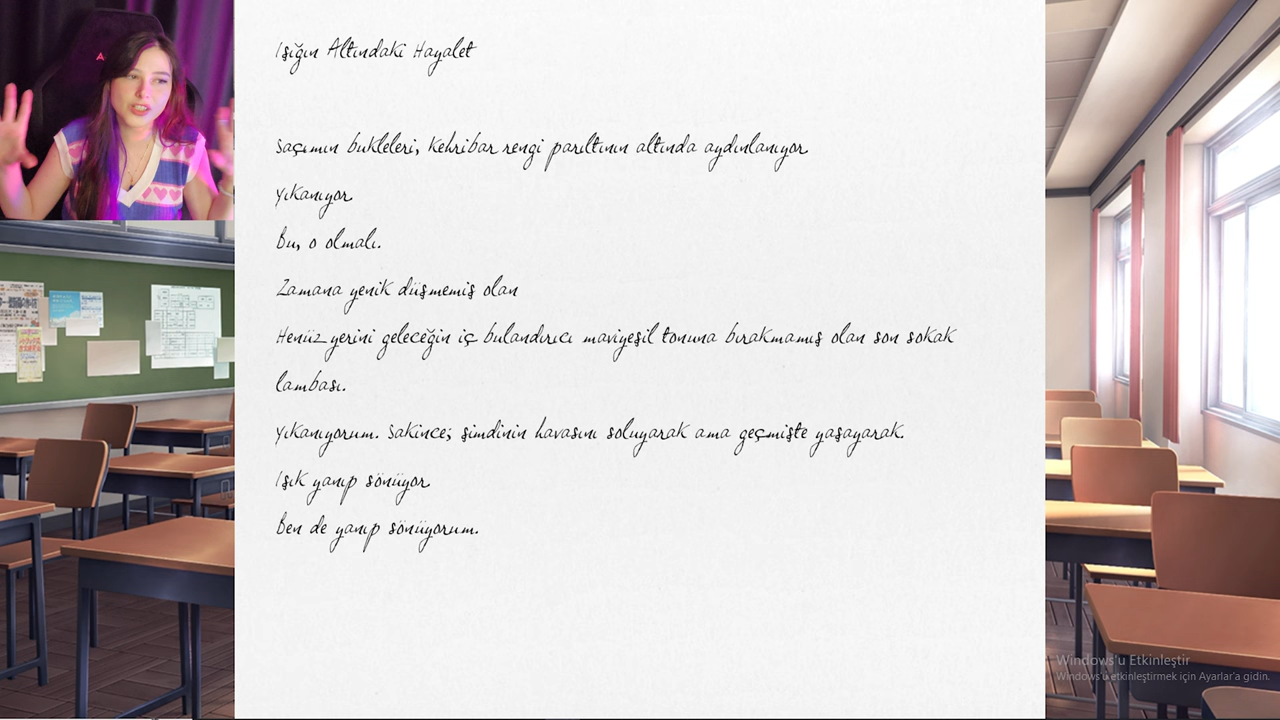 Işığın Altındaki Hayalet
Saçımın bukleleri, kehribar rengi parıltının altında aydınlanıyor
Yıkanıyor
Bu, o olmalı.
Zamana yenik düşmemiş olan
Henüz yerini geleceğin iç bulandırıcı maviyeşil tonuna bırakmamış olan son sokak
lambası.
Yıkanıyorum. Sakince; şimdinin havasını soluyarak ama geçmişte yaşayarak.
Işık yanıp sönüyor
Ben de yanıp sönüyorum.
Windows'u Etkinleştir
Windows'u etkinleştirmek için Ayarlar'a gidin.